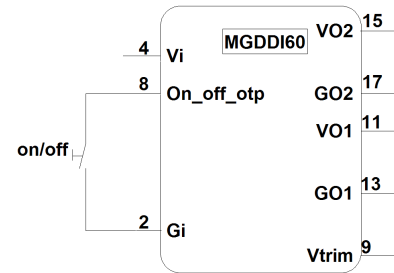 15
MGDDI60
VO2
4
Vi
8
17
On_off_otp
GO2
VO1
11
on/off
13
GO1
2
Gi
9
Vtrim